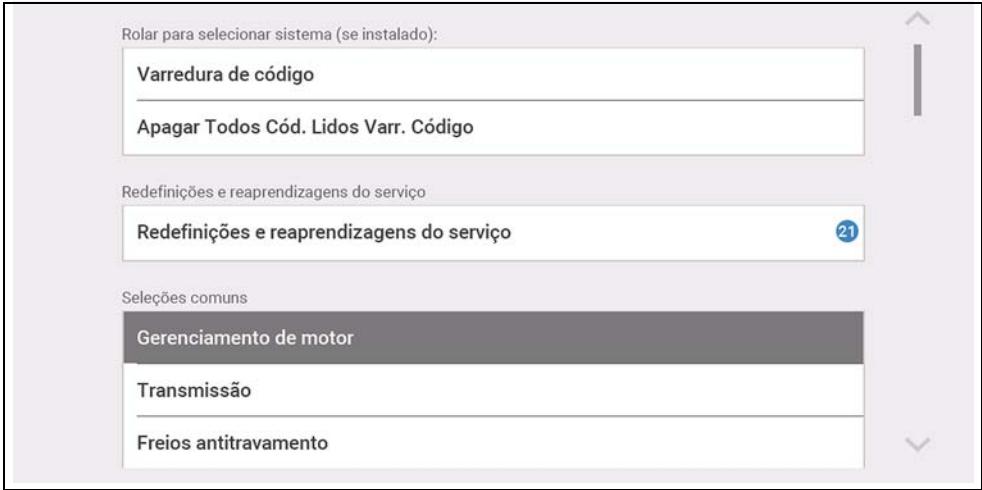 Rolar para selecionar sistema (se instalado):
Varredura de código
Apagar Todos Cód. Lidos Varr. Código
Redefinições e reaprendizagens do serviço
Redefinições e reaprendizagens do serviço 21
Seleções comuns
Gerenciamento de motor
Transmissão
Freios antitravamento